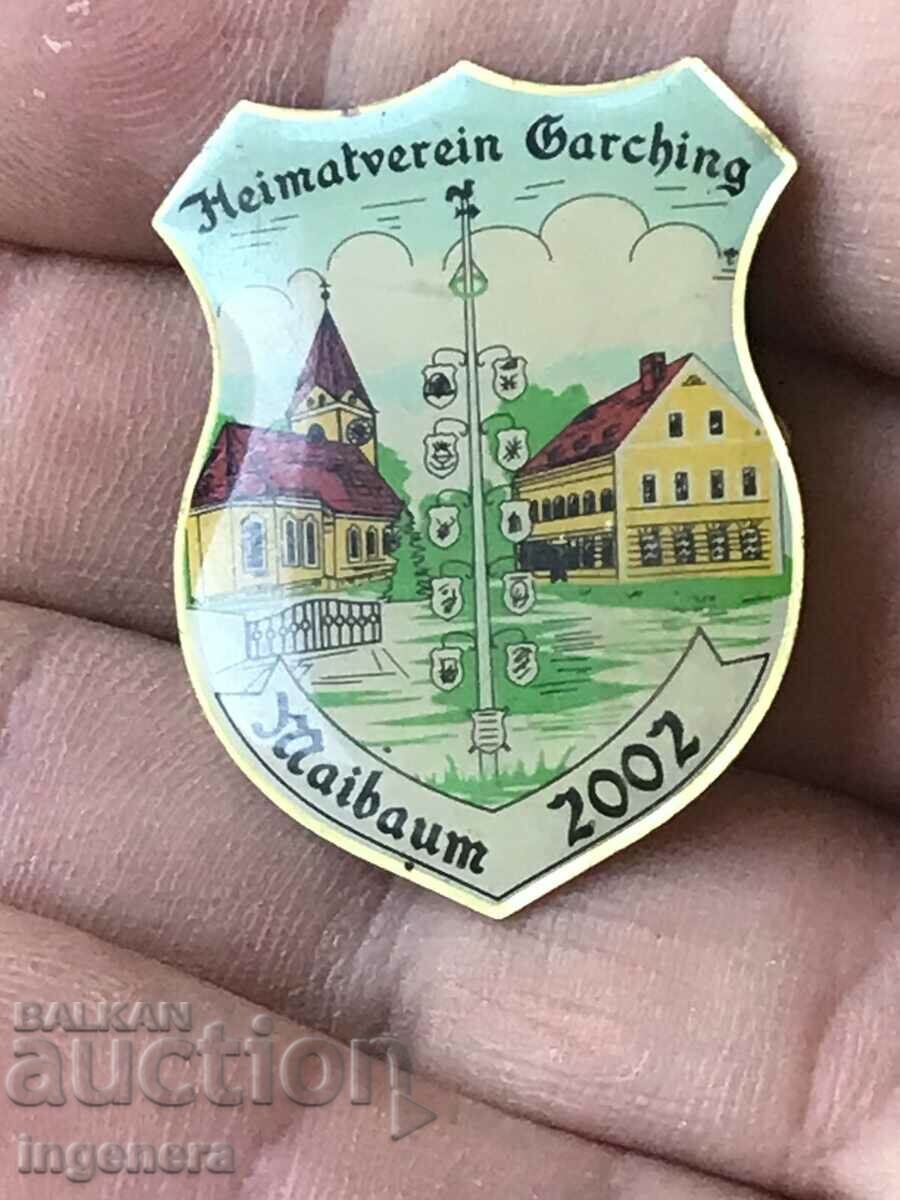 Heimatverein Garching
Maibaum 2002
BALKAN
auction
ingenera